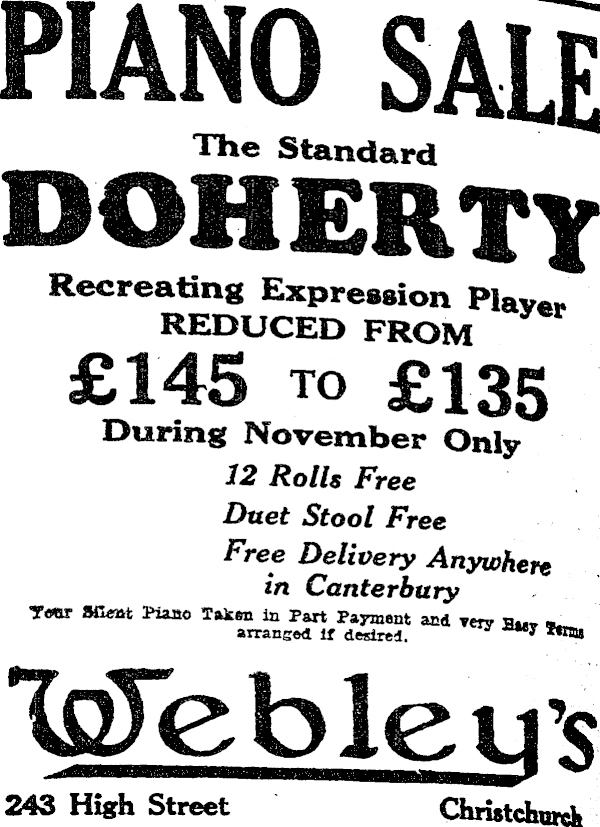 PIANO SALE
The Standard
DOHERTY
Recreating Expression Player
REDUCED FROM
£145 TO £135
During November Only
12 Rolls Free
Duet Stool Free
Free Delivery Anywhere
in Canterbury
Your Silent Piano Taken in Part Payment and very Easy Terms
arranged if desired.
Webley's
243 High Street Christchurch